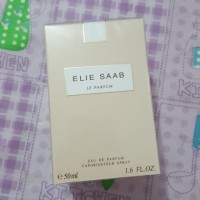 ELIE SAAB
LE PARFUM
EAU DE PARFUM
VAPORISATEUR SPRAY
℮ 50ml 1.6 FL.OZ.